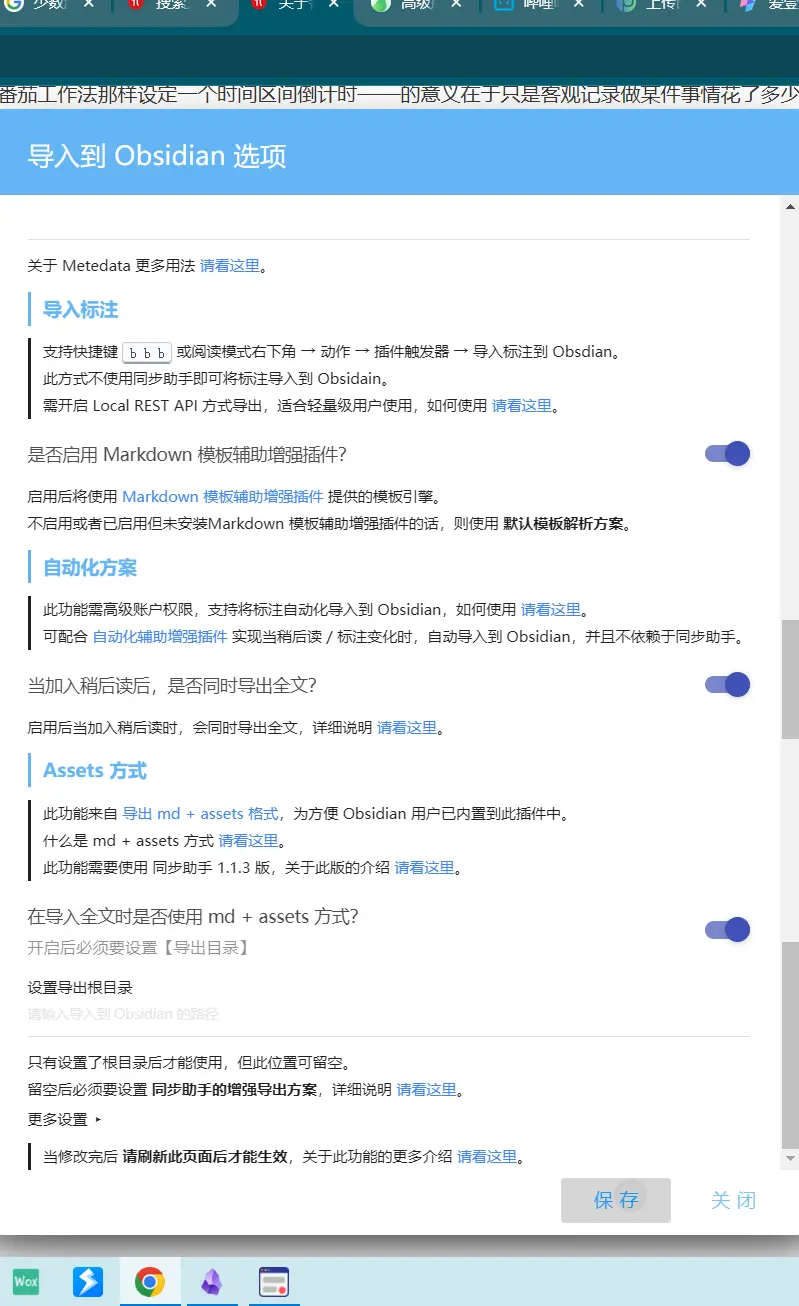 少数
搜索
关于
高级
哔哩
上传
爱壹
番茄工作法那样设定一个时间区间倒计时——的意义在于只是客观记录做某件事情花了多少
导入到 Obsidian 选项
关于 Metedata 更多用法 请看这里。
导入标注
支持快捷键 b b b 或阅读模式右下角 → 动作 → 插件触发器 → 导入标注到 Obsdian。
此方式不使用同步助手即可将标注导入到 Obsidain。
需开启 Local REST API 方式导出，适合轻量级用户使用，如何使用 请看这里。
是否启用 Markdown 模板辅助增强插件?
启用后将使用 Markdown 模板辅助增强插件 提供的模板引擎。
不启用或者已启用但未安装Markdown 模板辅助增强插件的话，则使用 默认模板解析方案。
自动化方案
此功能需高级账户权限，支持将标注自动化导入到 Obsidian，如何使用 请看这里。
可配合 自动化辅助增强插件 实现当稍后读 / 标注变化时，自动导入到 Obsidian，并且不依赖于同步助手。
当加入稍后读后，是否同时导出全文?
启用后当加入稍后读时，会同时导出全文，详细说明 请看这里。
Assets 方式
此功能来自 导出 md + assets 格式，为方便 Obsidian 用户已内置到此插件中。
什么是 md + assets 方式 请看这里。
此功能需要使用 同步助手 1.1.3 版，关于此版的介绍 请看这里。
在导入全文时是否使用 md + assets 方式?
开启后必须要设置【导出目录】
设置导出根目录
请输入导入到 Obsidian 的路径
只有设置了根目录后才能使用，但此位置可留空。
留空后必须要设置 同步助手的增强导出方案，详细说明 请看这里。
更多设置 ▸
当修改完后 请刷新此页面后才能生效，关于此功能的更多介绍 请看这里。
保 存
关 闭
Wox